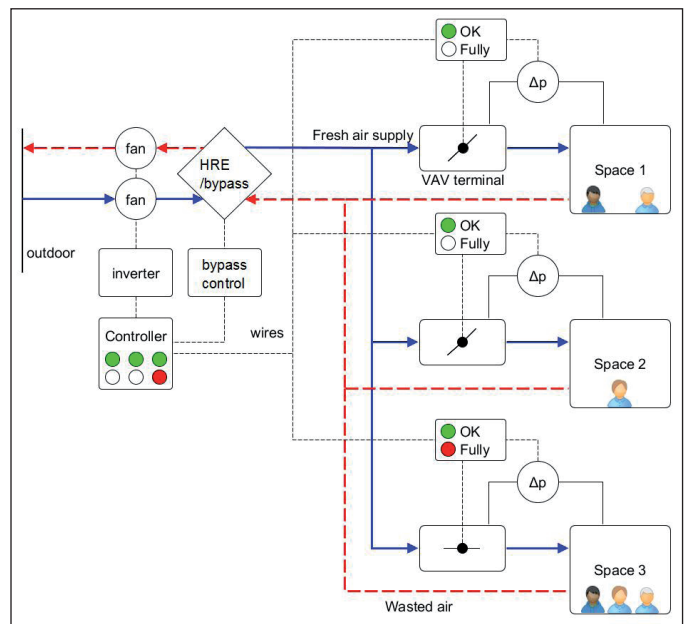 OK
Fully
Δp
Fresh air supply
fan
HRE
/bypass
VAV terminal
Space 1
fan
outdoor
OK
Fully
Δp
inverter
bypass
control
Controller
wires
Space 2
OK
Fully
Δp
Space 3
Wasted air